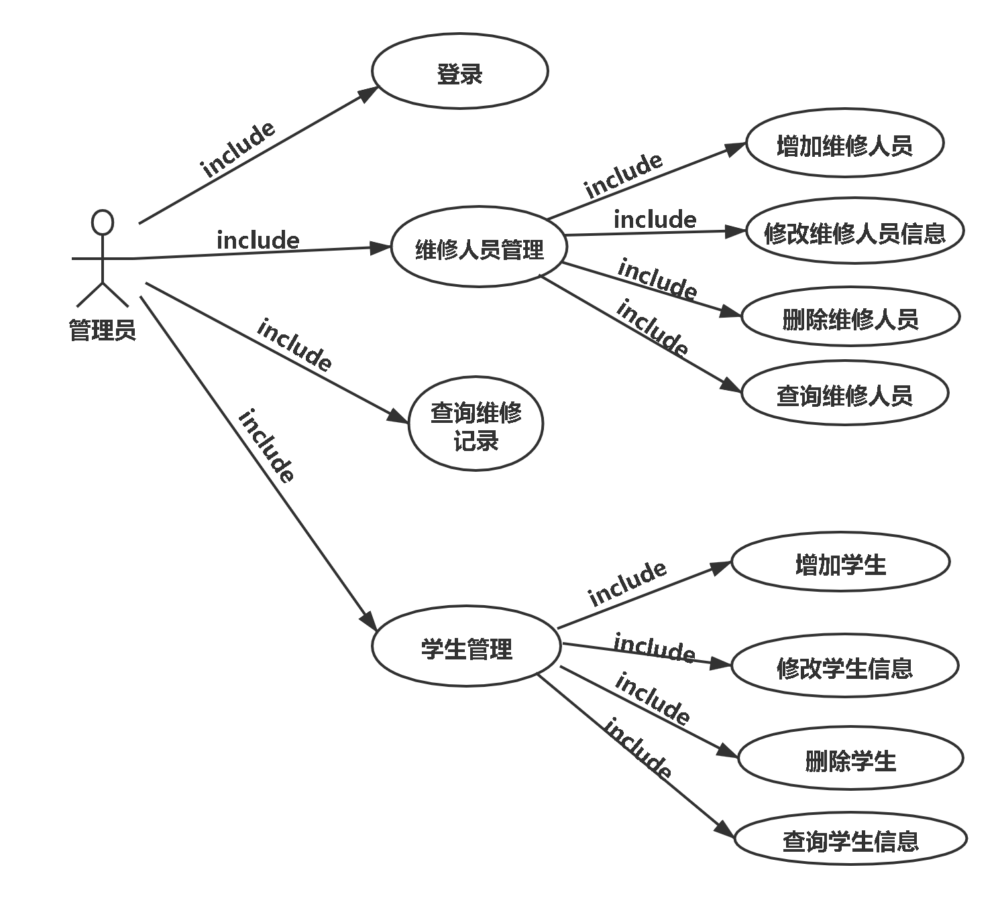 登录
include
增加维修人员
include
include
修改维修人员信息
include
维修人员管理
include
删除维修人员
管理员
include
include
查询维修人员
查询维修
记录
include
增加学生
include
学生管理
include
修改学生信息
include
删除学生
include
查询学生信息